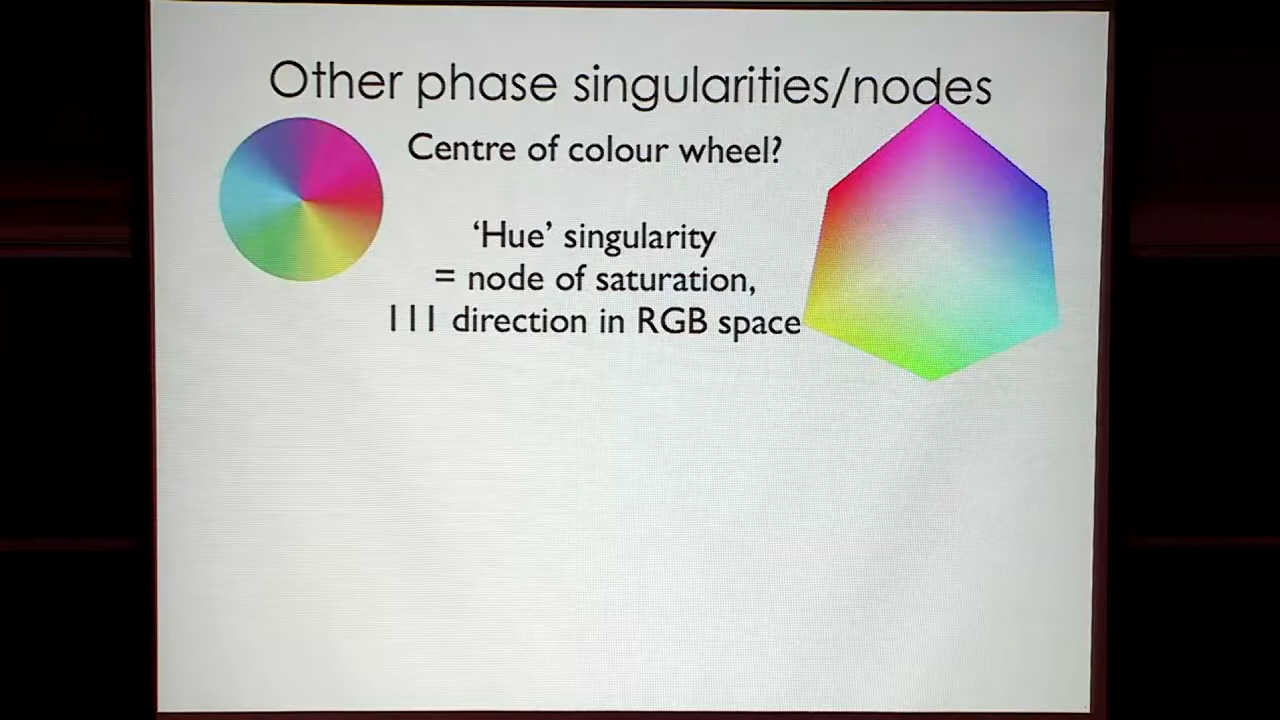 Other phase singularities/nodes
Centre of colour wheel?
‘Hue’ singularity
= node of saturation,
111 direction in RGB space